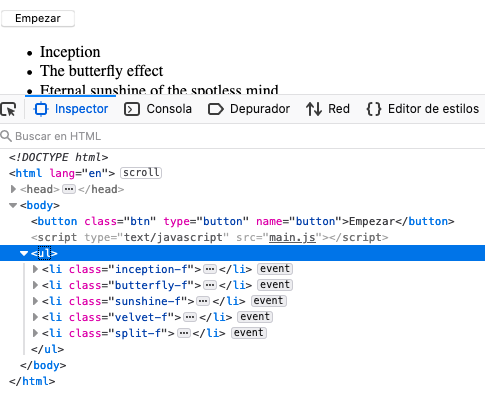 Empezar
• Inception
• The butterfly effect
• Eternal sunshine of the spotless mind
Inspector Consola Depurador Red Editor de estilos
Buscar en HTML
<!DOCTYPE html>
<html lang="en"> scroll
<head> ··· </head>
<body>
<button class="btn" type="button" name="button">Empezar</button>
<script type="text/javascript" src="main.js"></script>
<ul>
<li class="inception-f"> ··· </li> event
<li class="butterfly-f"> ··· </li> event
<li class="sunshine-f"> ··· </li> event
<li class="velvet-f"> ··· </li> event
<li class="split-f"> ··· </li> event
</ul>
</body>
</html>